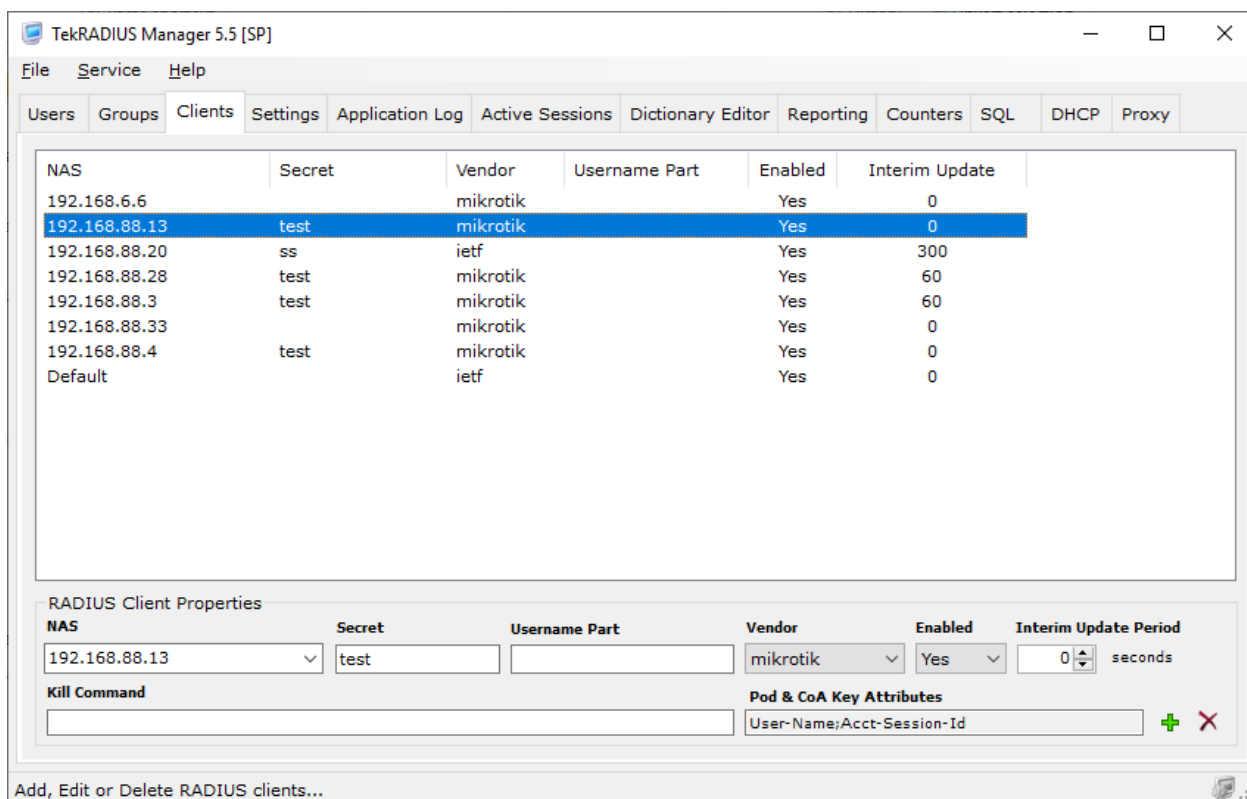 TekRADIUS Manager 5.5 [SP]
File Service Help
Users Groups Clients Settings Application Log Active Sessions Dictionary Editor Reporting Counters SQL DHCP Proxy
NAS Secret Vendor Username Part Enabled Interim Update
192.168.6.6 mikrotik Yes 0
192.168.88.13 test mikrotik Yes 0
192.168.88.20 ss ietf Yes 300
192.168.88.28 test mikrotik Yes 60
192.168.88.3 test mikrotik Yes 60
192.168.88.33 mikrotik Yes 0
192.168.88.4 test mikrotik Yes 0
Default ietf Yes 0
RADIUS Client Properties
NAS Secret Username Part Vendor Enabled Interim Update Period
192.168.88.13 test mikrotik Yes 0 seconds
Kill Command Pod & CoA Key Attributes
User-Name;Acct-Session-Id
Add, Edit or Delete RADIUS clients...